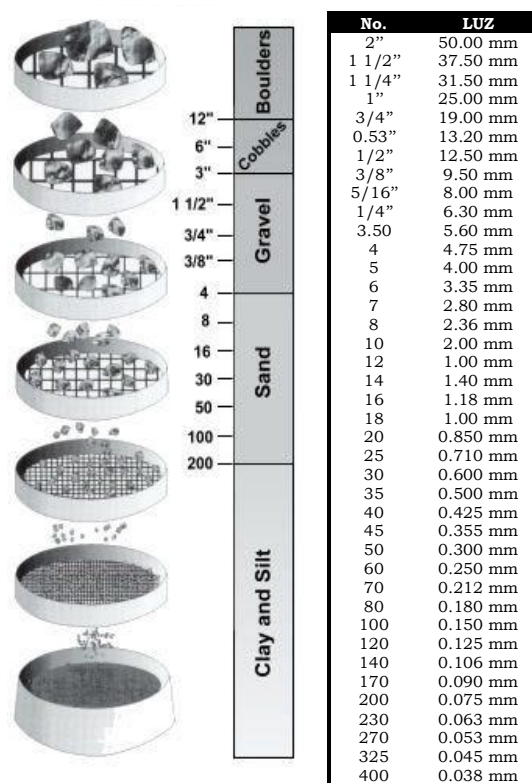 Boulders
12"
6"
Cobbles
3"
1 1/2"
3/4"
Gravel
3/8"
4
8
16
Sand
30
50
100
200
Clay and Silt
No. LUZ
2” 50.00 mm
1 1/2” 37.50 mm
1 1/4” 31.50 mm
1” 25.00 mm
3/4” 19.00 mm
0.53” 13.20 mm
1/2” 12.50 mm
3/8” 9.50 mm
5/16” 8.00 mm
1/4” 6.30 mm
3.50 5.60 mm
4 4.75 mm
5 4.00 mm
6 3.35 mm
7 2.80 mm
8 2.36 mm
10 2.00 mm
12 1.00 mm
14 1.40 mm
16 1.18 mm
18 1.00 mm
20 0.850 mm
25 0.710 mm
30 0.600 mm
35 0.500 mm
40 0.425 mm
45 0.355 mm
50 0.300 mm
60 0.250 mm
70 0.212 mm
80 0.180 mm
100 0.150 mm
120 0.125 mm
140 0.106 mm
170 0.090 mm
200 0.075 mm
230 0.063 mm
270 0.053 mm
325 0.045 mm
400 0.038 mm